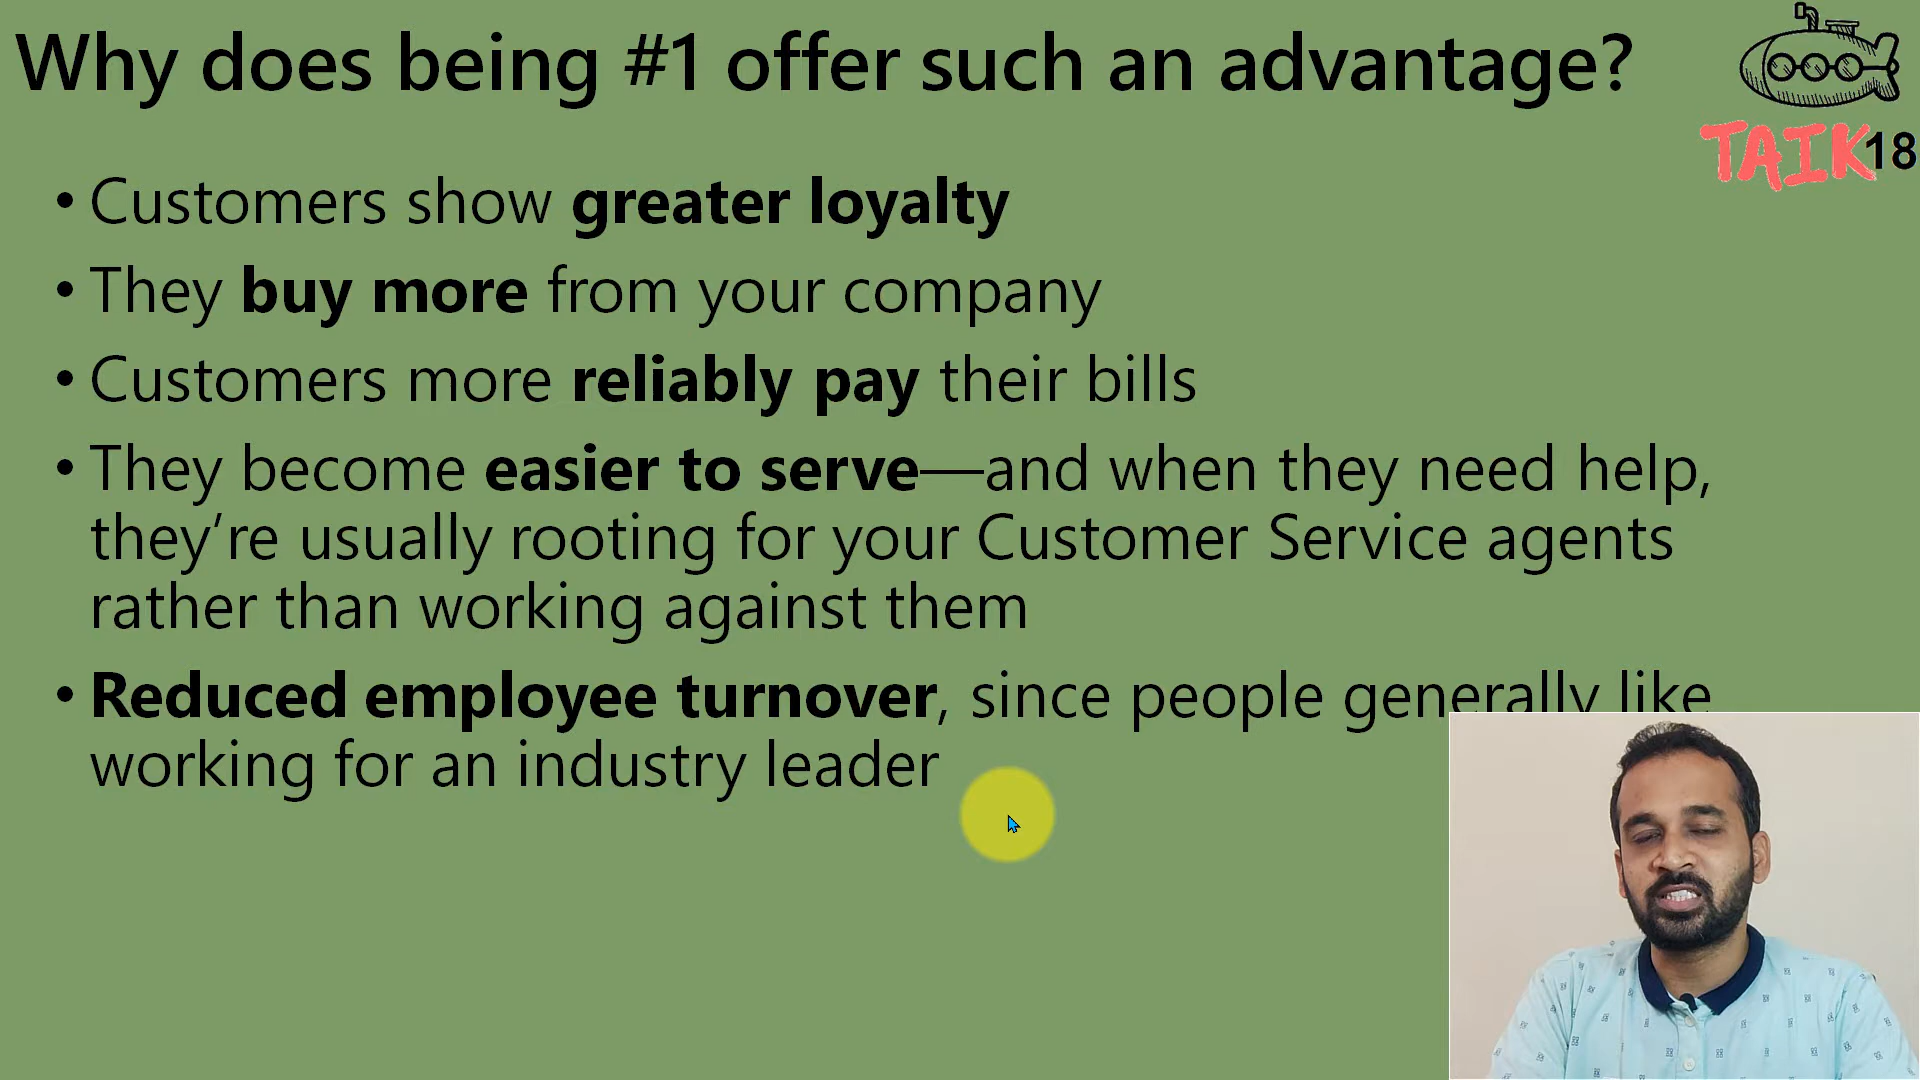 Why does being #1 offer such an advantage?
TAIK18
• Customers show greater loyalty
• They buy more from your company
• Customers more reliably pay their bills
• They become easier to serve—and when they need help,
they’re usually rooting for your Customer Service agents
rather than working against them
• Reduced employee turnover, since people generally like
working for an industry leader